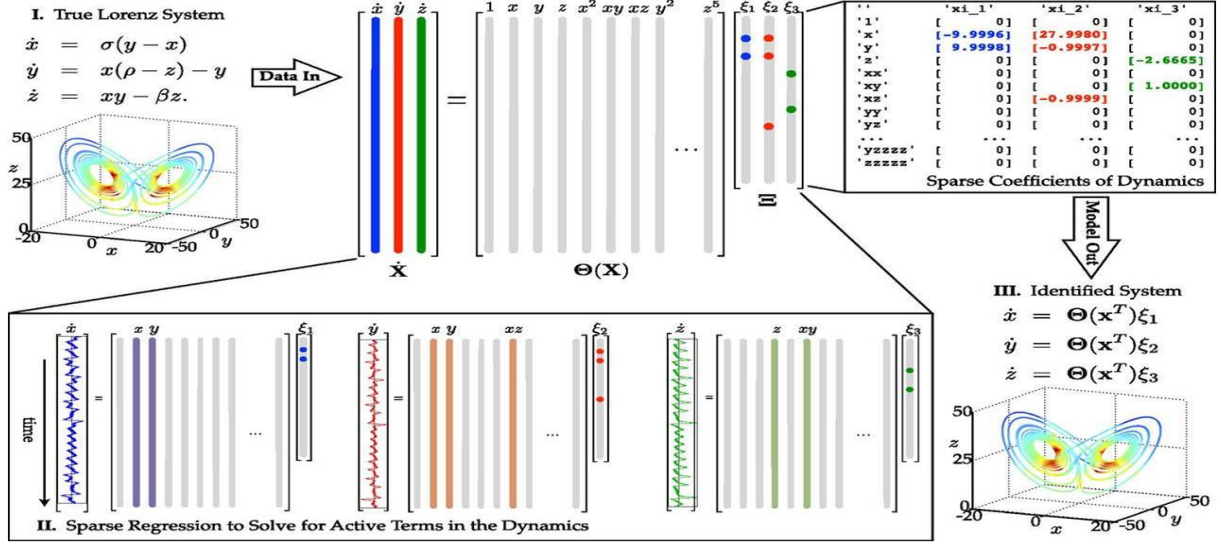 I. True Lorenz System
ẋ = σ(y − x)
ẏ = x(ρ − z) − y
ż = xy − βz.
Data In
z
50
25
0
-20
0
x
20
-50
0
y
50
ẋ ẏ ż
Ẋ
=
1 x y z x² xy xz y² z⁵
...
Θ(X)
ξ₁ ξ₂ ξ₃
Ξ
'' 'xi_1' 'xi_2' 'xi_3'
'1' [ 0] [ 0] [ 0]
'x' [-9.9996] [27.9980] [ 0]
'y' [ 9.9998] [-0.9997] [ 0]
'z' [ 0] [ 0] [-2.6665]
'xx' [ 0] [ 0] [ 0]
'xy' [ 0] [ 0] [ 1.0000]
'xz' [ 0] [-0.9999] [ 0]
'yy' [ 0] [ 0] [ 0]
'yz' [ 0] [ 0] [ 0]
... ... ... ...
'yzzzz' [ 0] [ 0] [ 0]
'zzzzz' [ 0] [ 0] [ 0]
Sparse Coefficients of Dynamics
Model Out
time
ẋ = x y ... ξ₁
ẏ = x y xz ... ξ₂
ż = z xy ... ξ₃
II. Sparse Regression to Solve for Active Terms in the Dynamics
III. Identified System
ẋ = Θ(xᵀ)ξ₁
ẏ = Θ(xᵀ)ξ₂
ż = Θ(xᵀ)ξ₃
50
z
25
0
-20
0
x
20
-50
0
y
50